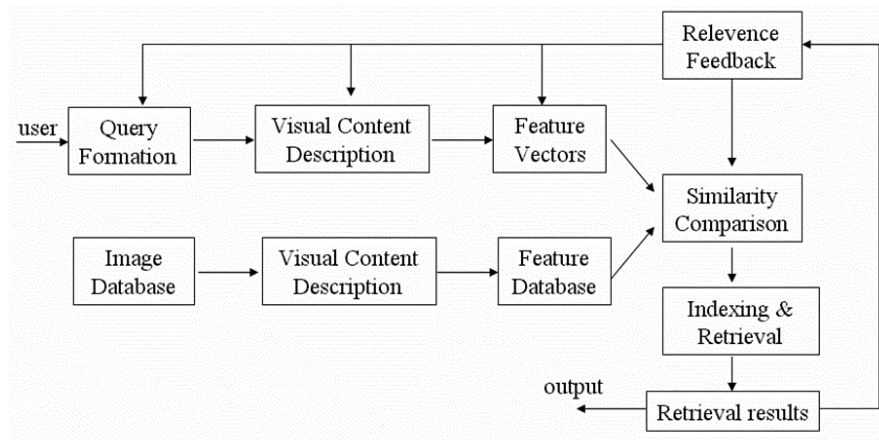 Relevence
Feedback
user
Query
Formation
Visual Content
Description
Feature
Vectors
Similarity
Comparison
Image
Database
Visual Content
Description
Feature
Database
Indexing &
Retrieval
output
Retrieval results